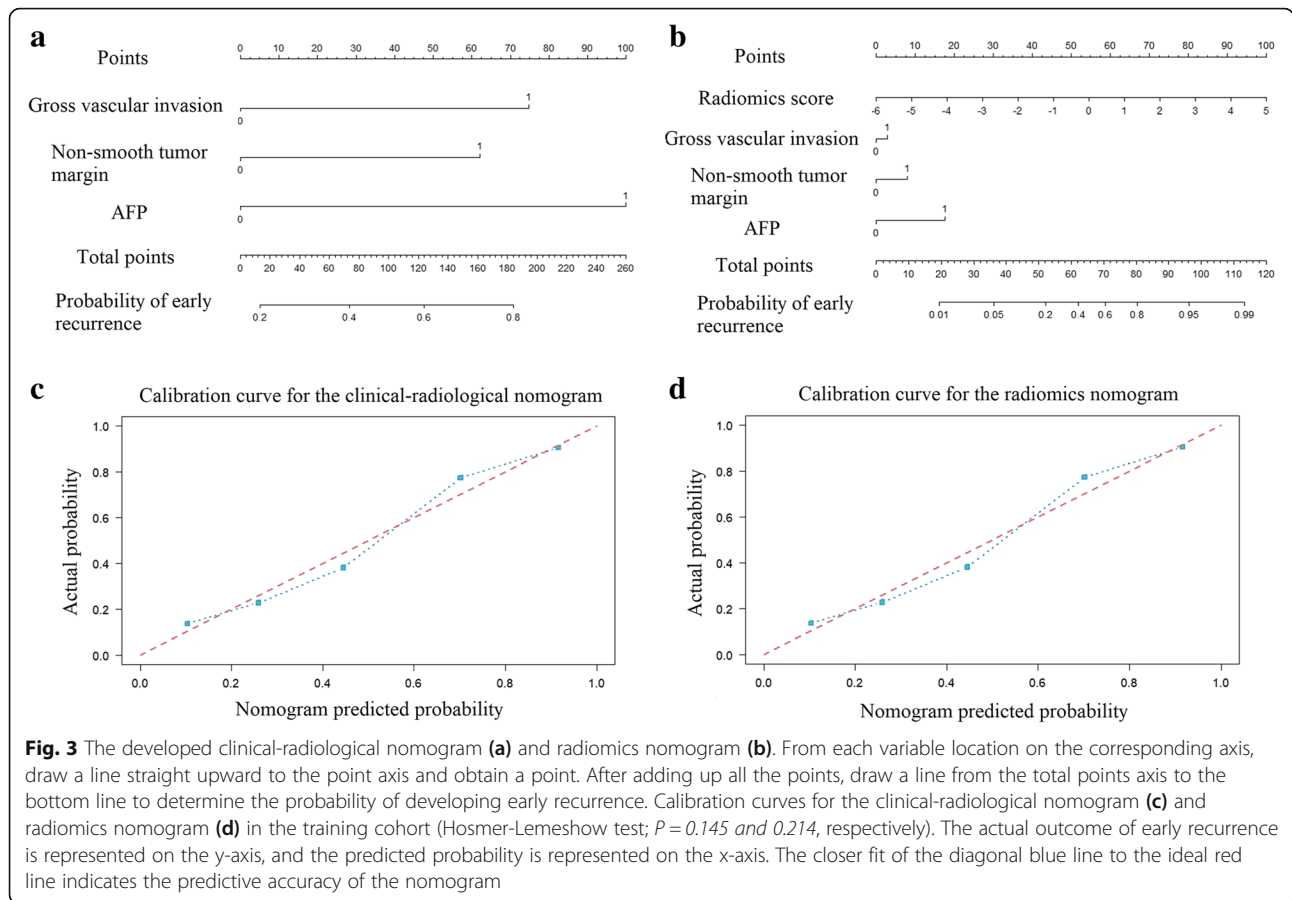 a
Points
0 10 20 30 40 50 60 70 80 90 100
Gross vascular invasion
0 1
Non-smooth tumor
margin
0 1
AFP
0 1
Total points
0 20 40 60 80 100 120 140 160 180 200 220 240 260
Probability of early
recurrence
0.2 0.4 0.6 0.8
b
Points
0 10 20 30 40 50 60 70 80 90 100
Radiomics score
-6 -5 -4 -3 -2 -1 0 1 2 3 4 5
Gross vascular invasion
0 1
Non-smooth tumor
margin
0 1
AFP
0 1
Total points
0 10 20 30 40 50 60 70 80 90 100 110 120
Probability of early
recurrence
0.01 0.05 0.2 0.4 0.6 0.8 0.95 0.99
c
Calibration curve for the clinical-radiological nomogram
Actual probability
1.0
0.8
0.6
0.4
0.2
0.0
0.0 0.2 0.4 0.6 0.8 1.0
Nomogram predicted probability
d
Calibration curve for the radiomics nomogram
Actual probability
1.0
0.8
0.6
0.4
0.2
0.0
0.0 0.2 0.4 0.6 0.8 1.0
Nomogram predicted probability
Fig. 3 The developed clinical-radiological nomogram (a) and radiomics nomogram (b). From each variable location on the corresponding axis,
draw a line straight upward to the point axis and obtain a point. After adding up all the points, draw a line from the total points axis to the
bottom line to determine the probability of developing early recurrence. Calibration curves for the clinical-radiological nomogram (c) and
radiomics nomogram (d) in the training cohort (Hosmer-Lemeshow test; P = 0.145 and 0.214, respectively). The actual outcome of early recurrence
is represented on the y-axis, and the predicted probability is represented on the x-axis. The closer fit of the diagonal blue line to the ideal red
line indicates the predictive accuracy of the nomogram